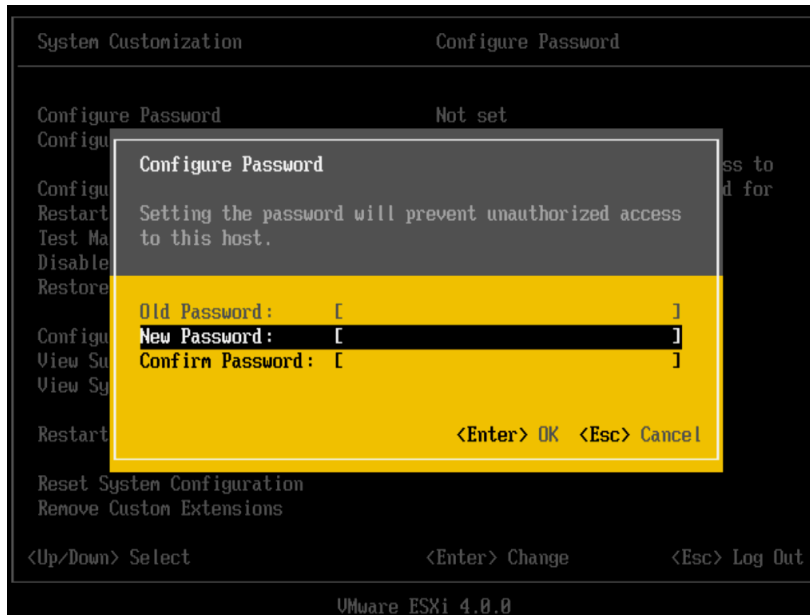 System Customization Configure Password
Configure Password Not set
Configu
Configure Password
ss to
Configu d for
Restart Setting the password will prevent unauthorized access
Test Ma to this host.
Disable
Restore
Old Password: [ ]
Configu New Password: [ ]
View Su Confirm Password: [ ]
View Sy
Restart <Enter> OK <Esc> Cancel
Reset System Configuration
Remove Custom Extensions
<Up/Down> Select <Enter> Change <Esc> Log Out
VMware ESXi 4.0.0